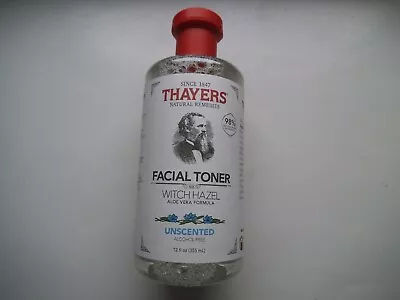 SINCE 1847
THAYERS
NATURAL REMEDIES
98%
FACIAL TONER
WITCH HAZEL
ALOE VERA FORMULA
UNSCENTED
ALCOHOL-FREE
12 fl oz (355 mL)